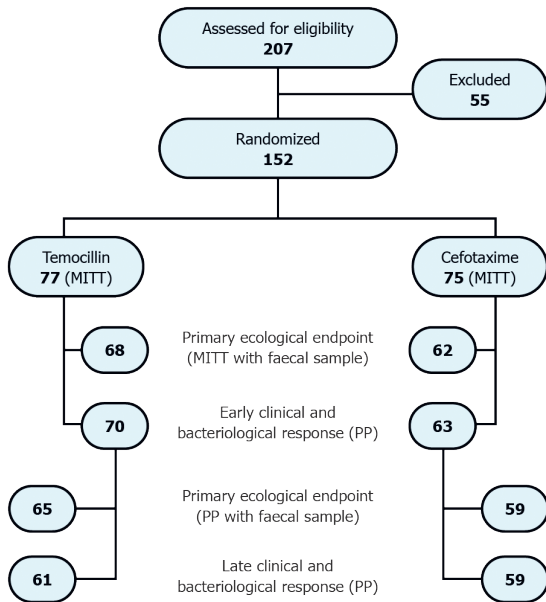 Assessed for eligibility
207
Excluded
55
Randomized
152
Temocillin
77 (MITT)
Cefotaxime
75 (MITT)
68
Primary ecological endpoint
(MITT with faecal sample)
62
70
Early clinical and
bacteriological response (PP)
63
65
Primary ecological endpoint
(PP with faecal sample)
59
61
Late clinical and
bacteriological response (PP)
59